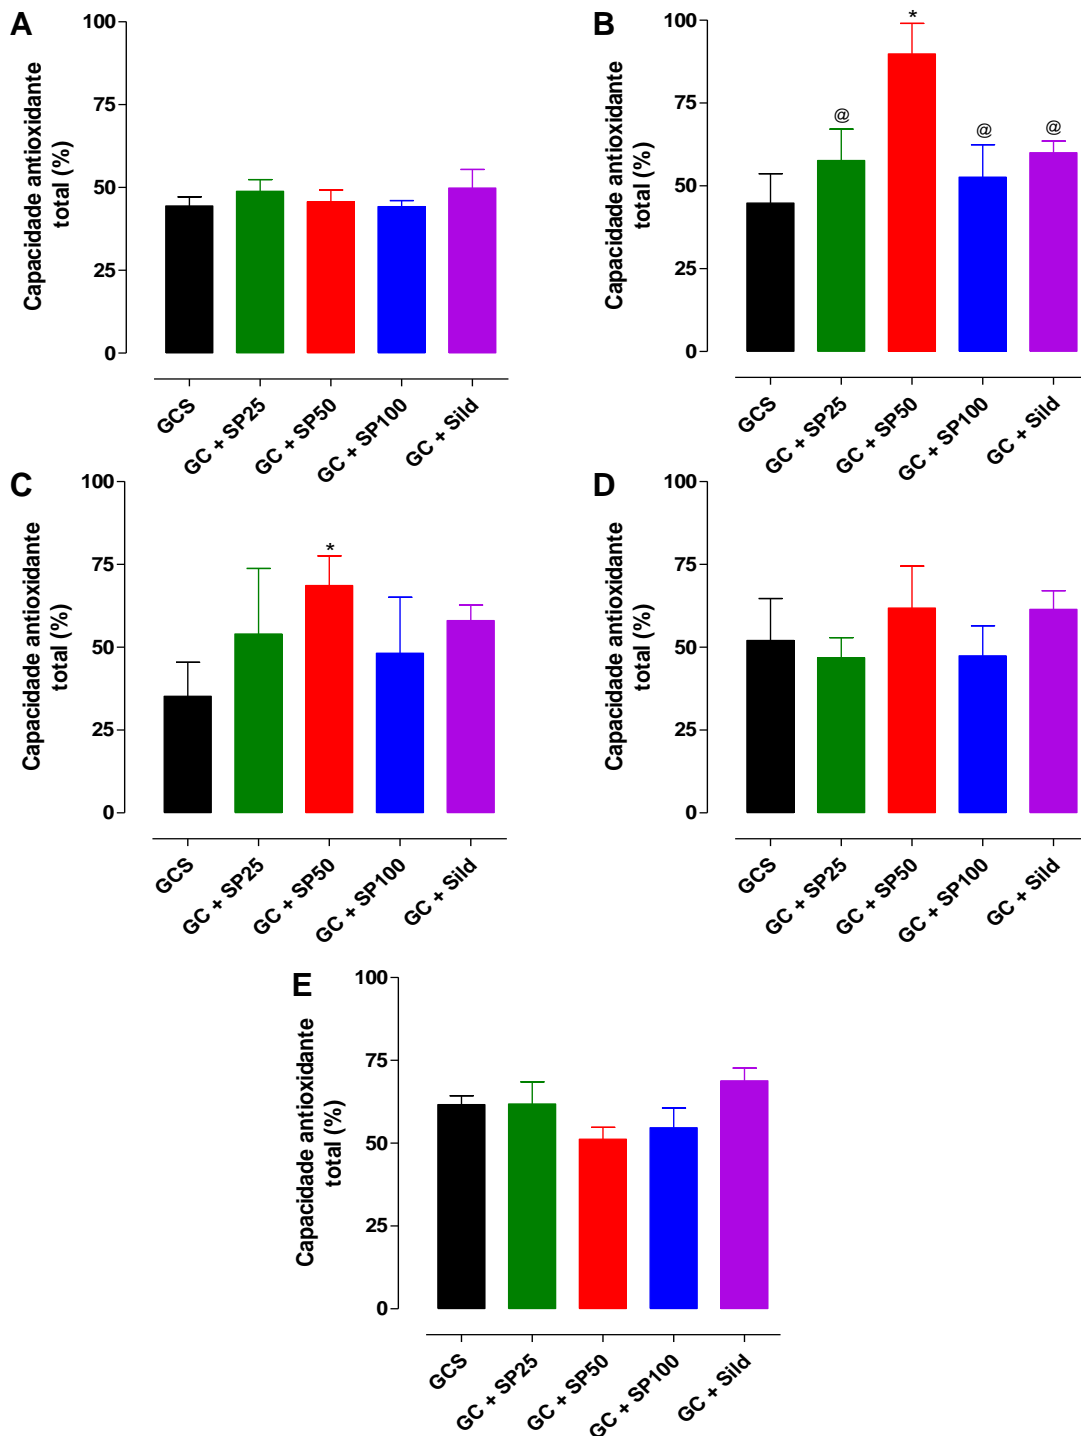 A
Capacidade antioxidante
total (%)
100
75
50
25
0
GCS
GC + SP25
GC + SP50
GC + SP100
GC + Sild
B
Capacidade antioxidante
total (%)
100
75
50
25
0
@
*
@
@
GCS
GC + SP25
GC + SP50
GC + SP100
GC + Sild
C
Capacidade antioxidante
total (%)
100
75
50
25
0
*
GCS
GC + SP25
GC + SP50
GC + SP100
GC + Sild
D
Capacidade antioxidante
total (%)
100
75
50
25
0
GCS
GC + SP25
GC + SP50
GC + SP100
GC + Sild
E
Capacidade antioxidante
total (%)
100
75
50
25
0
GCS
GC + SP25
GC + SP50
GC + SP100
GC + Sild